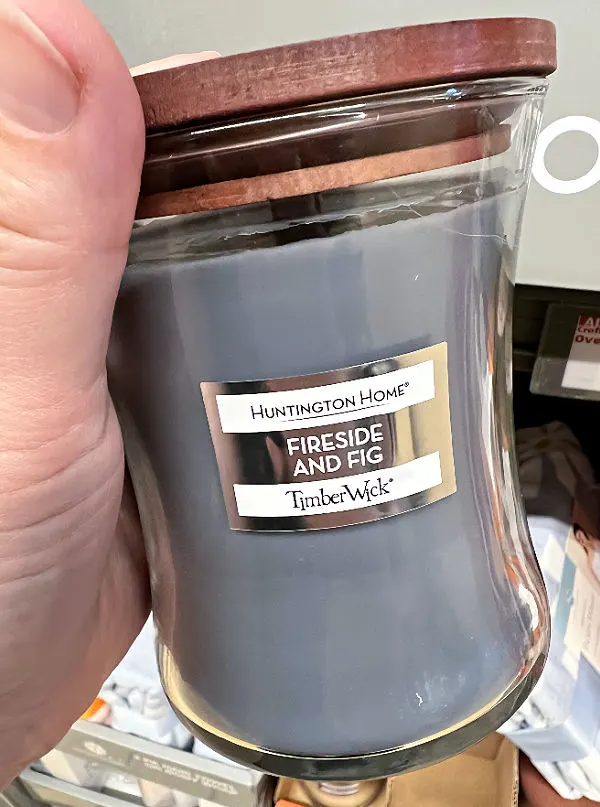 HUNTINGTON HOME®
FIRESIDE
AND FIG
TimberWick®